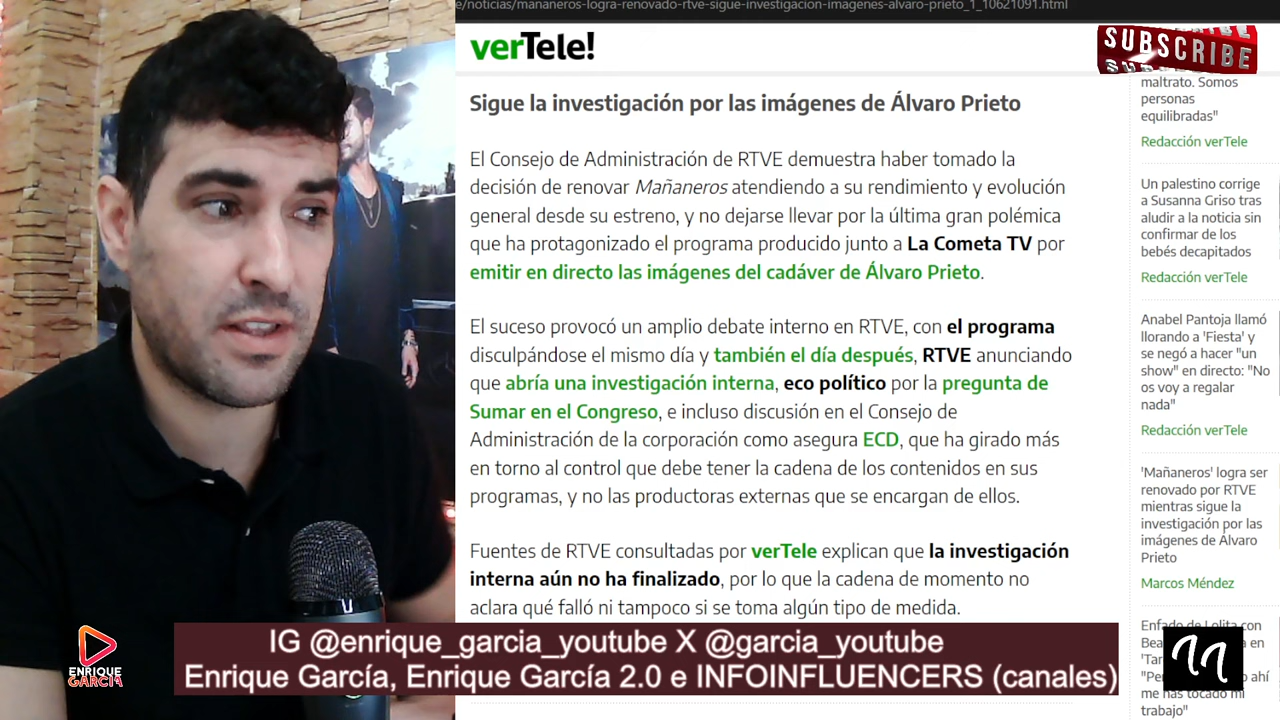 e/noticias/mananeros-logra-renovado-rtve-sigue-investigacion-imagenes-alvaro-prieto_1_10621091.html
verTele!
SUBSCRIBE
Sigue la investigación por las imágenes de Álvaro Prieto
El Consejo de Administración de RTVE demuestra haber tomado la
decisión de renovar Mañaneros atendiendo a su rendimiento y evolución
general desde su estreno, y no dejarse llevar por la última gran polémica
que ha protagonizado el programa producido junto a La Cometa TV por
emitir en directo las imágenes del cadáver de Álvaro Prieto.
El suceso provocó un amplio debate interno en RTVE, con el programa
disculpándose el mismo día y también el día después, RTVE anunciando
que abría una investigación interna, eco político por la pregunta de
Sumar en el Congreso, e incluso discusión en el Consejo de
Administración de la corporación como asegura ECD, que ha girado más
en torno al control que debe tener la cadena de los contenidos en sus
programas, y no las productoras externas que se encargan de ellos.
Fuentes de RTVE consultadas por verTele explican que la investigación
interna aún no ha finalizado, por lo que la cadena de momento no
aclara qué falló ni tampoco si se toma algún tipo de medida.
maltrato. Somos
personas
equilibradas"
Redacción verTele
Un palestino corrige
a Susanna Griso tras
aludir a la noticia sin
confirmar de los
bebés decapitados
Redacción verTele
Anabel Pantoja llamó
llorando a 'Fiesta' y
se negó a hacer "un
show" en directo: "No
os voy a regalar
nada"
Redacción verTele
'Mañaneros' logra ser
renovado por RTVE
mientras sigue la
investigación por las
imágenes de Álvaro
Prieto
Marcos Méndez
Enfado de Lolita con
Bea en
'Tar
"Pe ahí
me has tocado mi
trabajo"
IG @enrique_garcia_youtube X @garcia_youtube
Enrique García, Enrique García 2.0 e INFOINFLUENCERS (canales)
ENRIQUE
GARCÍA